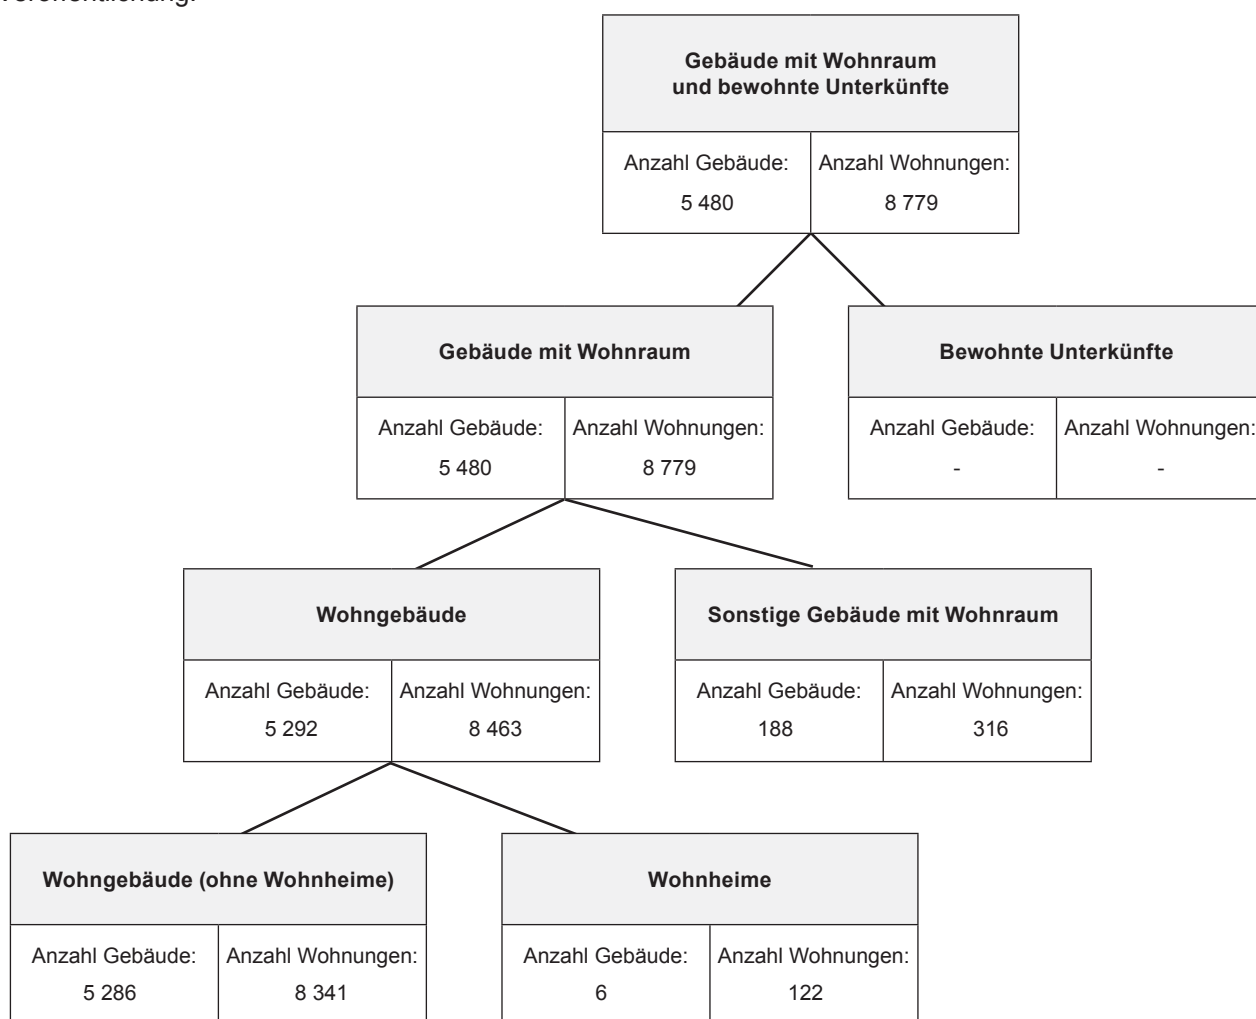 Veröffentlichung.
Gebäude mit Wohnraum
und bewohnte Unterkünfte
Anzahl Gebäude: Anzahl Wohnungen:
5 480 8 779
Gebäude mit Wohnraum
Anzahl Gebäude: Anzahl Wohnungen:
5 480 8 779
Bewohnte Unterkünfte
Anzahl Gebäude: Anzahl Wohnungen:
- -
Wohngebäude
Anzahl Gebäude: Anzahl Wohnungen:
5 292 8 463
Sonstige Gebäude mit Wohnraum
Anzahl Gebäude: Anzahl Wohnungen:
188 316
Wohngebäude (ohne Wohnheime)
Anzahl Gebäude: Anzahl Wohnungen:
5 286 8 341
Wohnheime
Anzahl Gebäude: Anzahl Wohnungen:
6 122